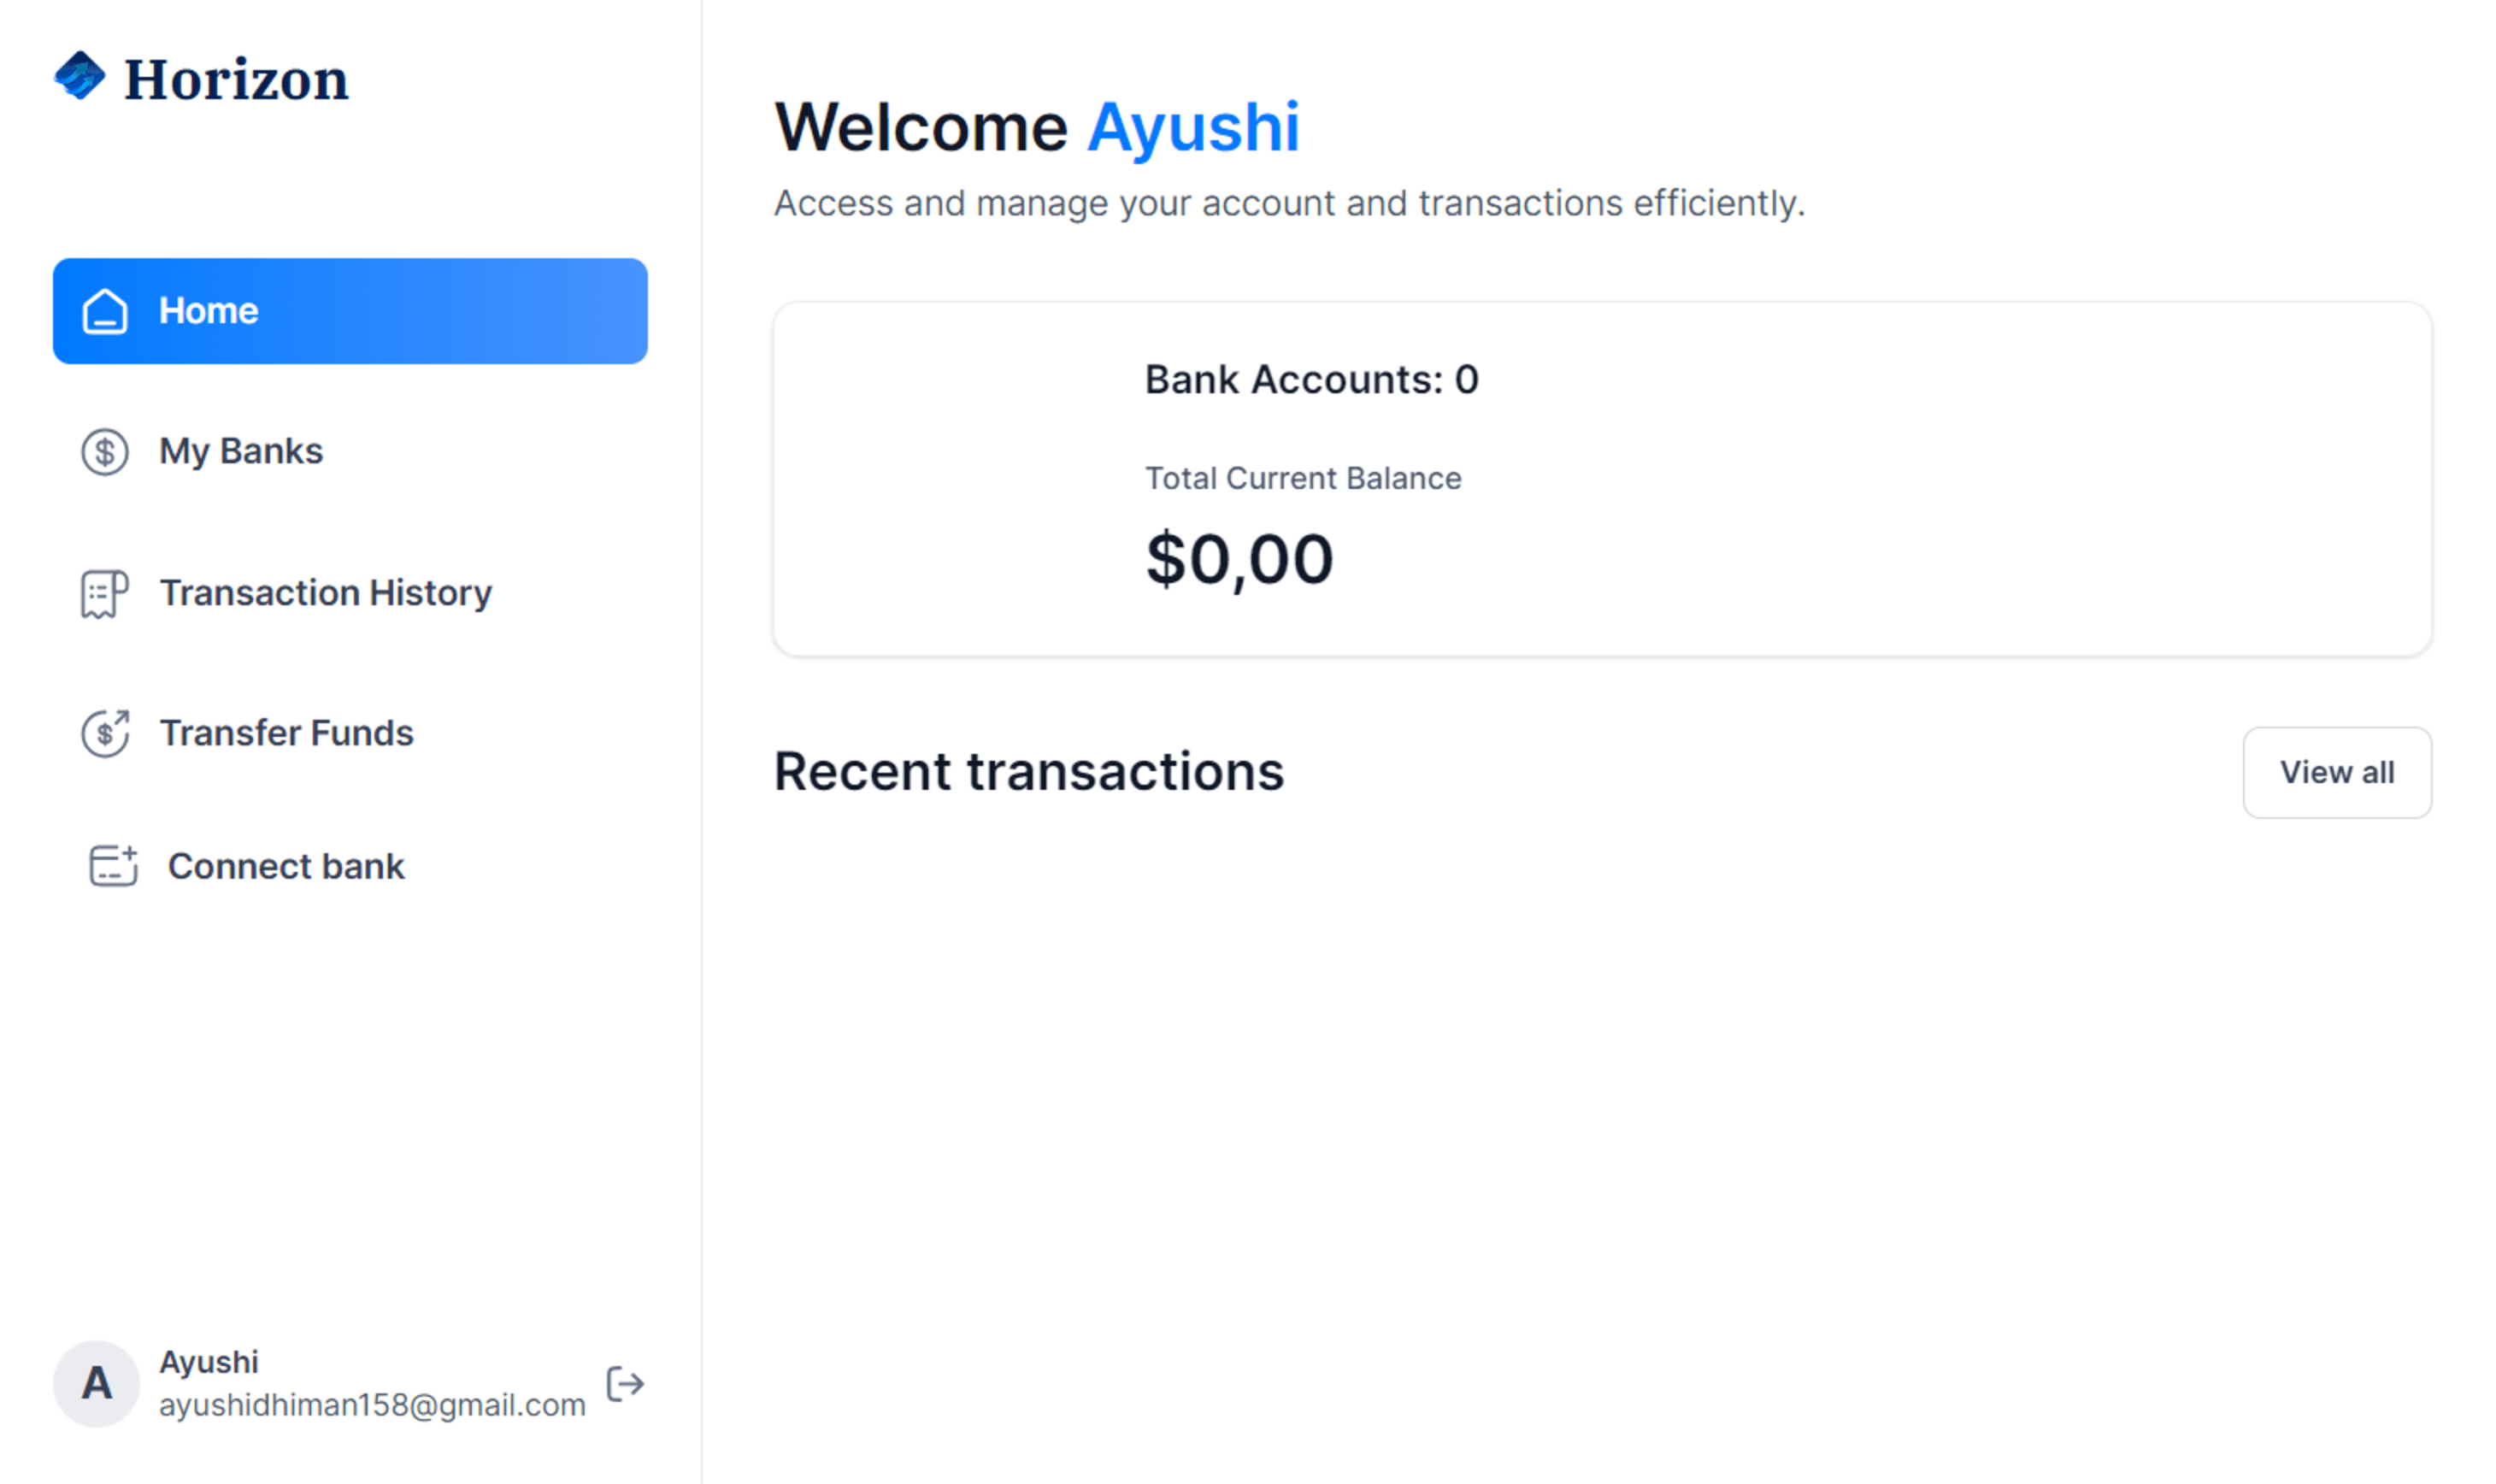 Horizon
Home
My Banks
Transaction History
Transfer Funds
Connect bank
A
Ayushi
ayushidhiman158@gmail.com
Welcome Ayushi
Access and manage your account and transactions efficiently.
Bank Accounts: 0
Total Current Balance
$0,00
Recent transactions
View all